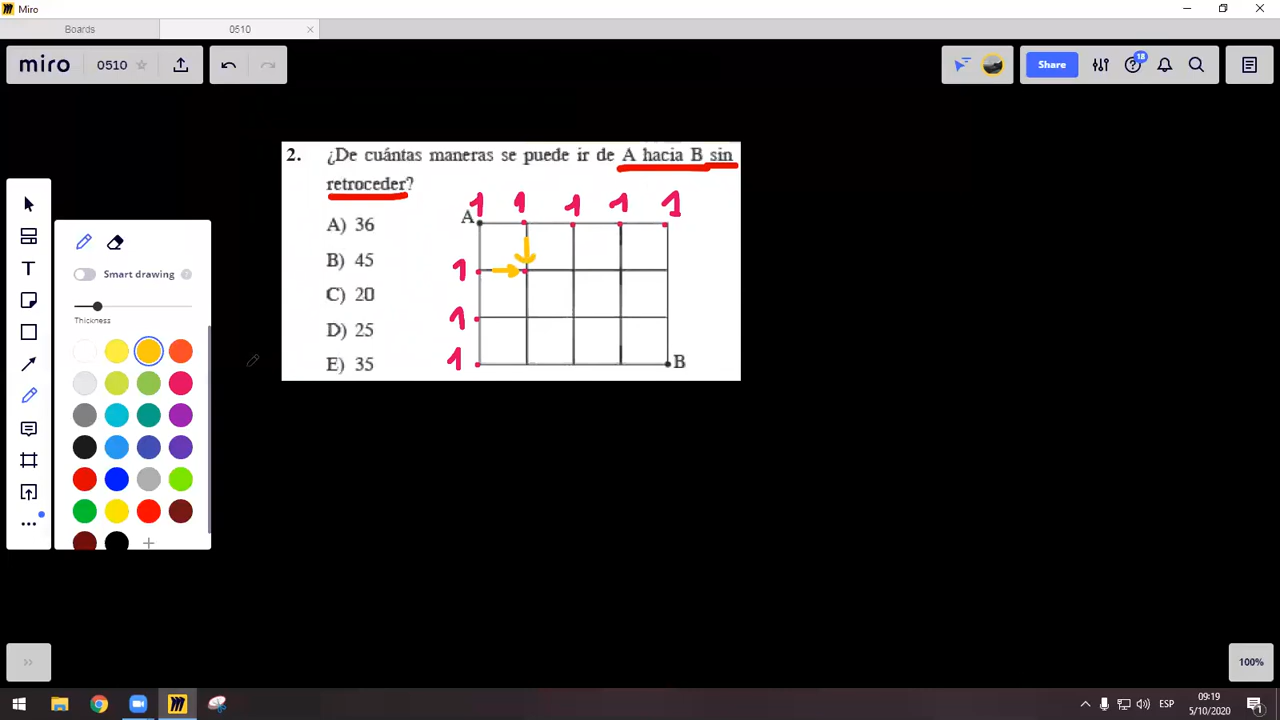 Miro
Boards
0510
miro
0510
Share
18
Smart drawing
?
Thickness
2. ¿De cuántas maneras se puede ir de A hacia B sin
retroceder?
1 1 1 1 1
A) 36
A
B) 45
1
C) 20
1
D) 25
1
E) 35
B
100%
ESP
09:19
5/10/2020
1